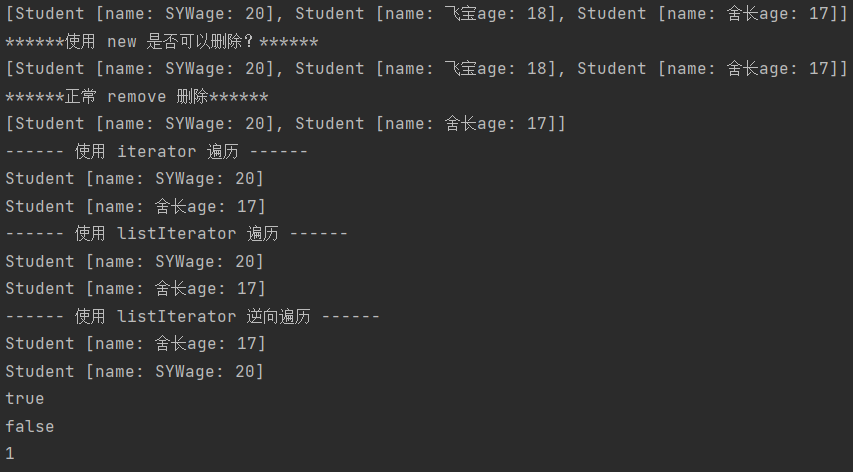 [Student [name: SYWage: 20], Student [name: 飞宝age: 18], Student [name: 舍长age: 17]]
******使用 new 是否可以删除? ******
[Student [name: SYWage: 20], Student [name: 飞宝age: 18], Student [name: 舍长age: 17]]
******正常 remove 删除******
[Student [name: SYWage: 20], Student [name: 舍长age: 17]]
------ 使用 iterator 遍历 ------
Student [name: SYWage: 20]
Student [name: 舍长age: 17]
------ 使用 listIterator 遍历 ------
Student [name: SYWage: 20]
Student [name: 舍长age: 17]
------ 使用 listIterator 逆向遍历 ------
Student [name: 舍长age: 17]
Student [name: SYWage: 20]
true
false
1